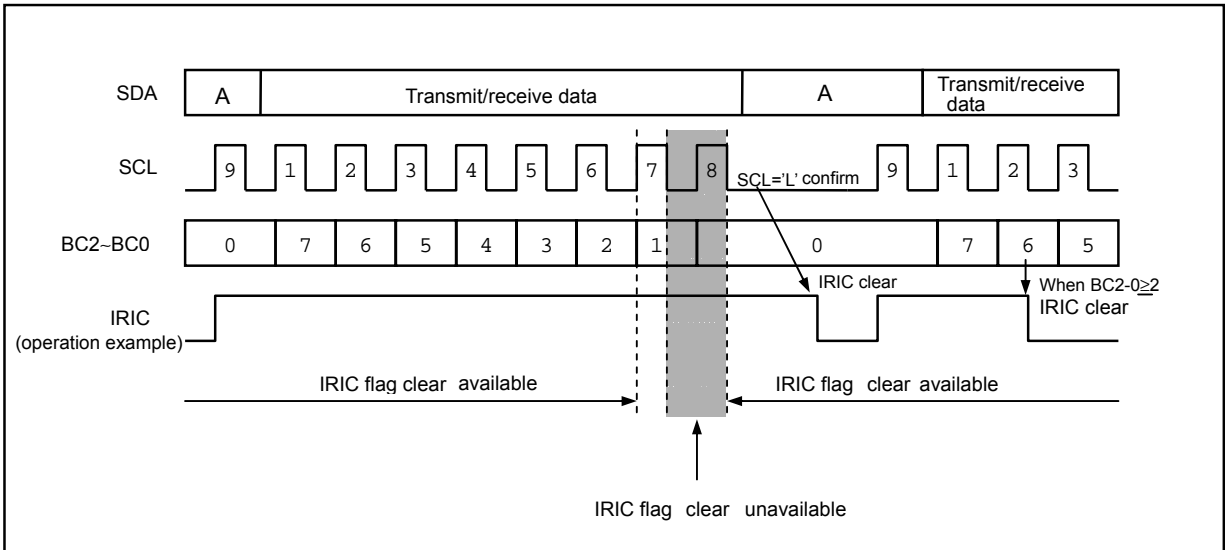 SDA A Transmit/receive data A Transmit/receive
data
SCL 9 1 2 3 4 5 6 7 8 SCL='L' confirm 9 1 2 3
BC2~BC0 0 7 6 5 4 3 2 1 0 7 6 5
IRIC clear
When BC2-0≥2
IRIC clear
IRIC
(operation example)
IRIC flag clear available IRIC flag clear available
IRIC flag clear unavailable